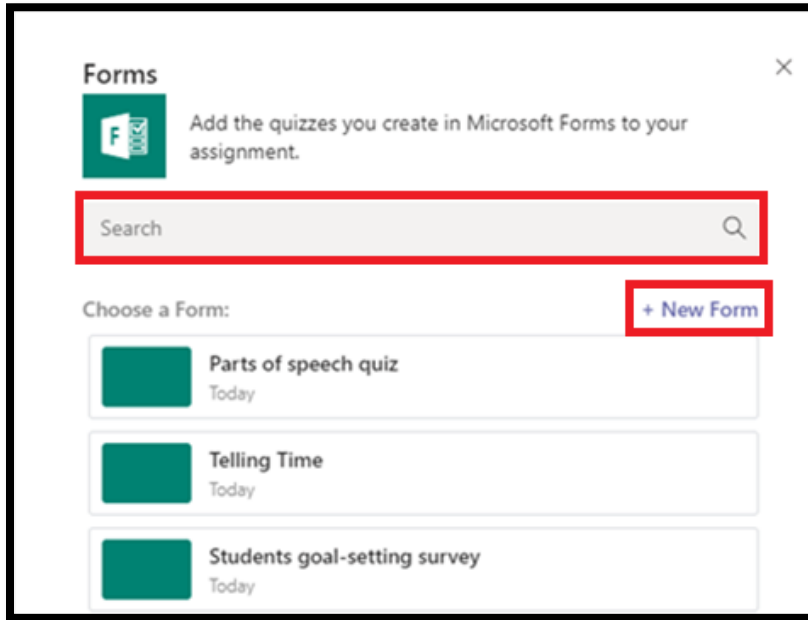 Forms
F
Add the quizzes you create in Microsoft Forms to your
assignment.
Search
Choose a Form:
+ New Form
Parts of speech quiz
Today
Telling Time
Today
Students goal-setting survey
Today